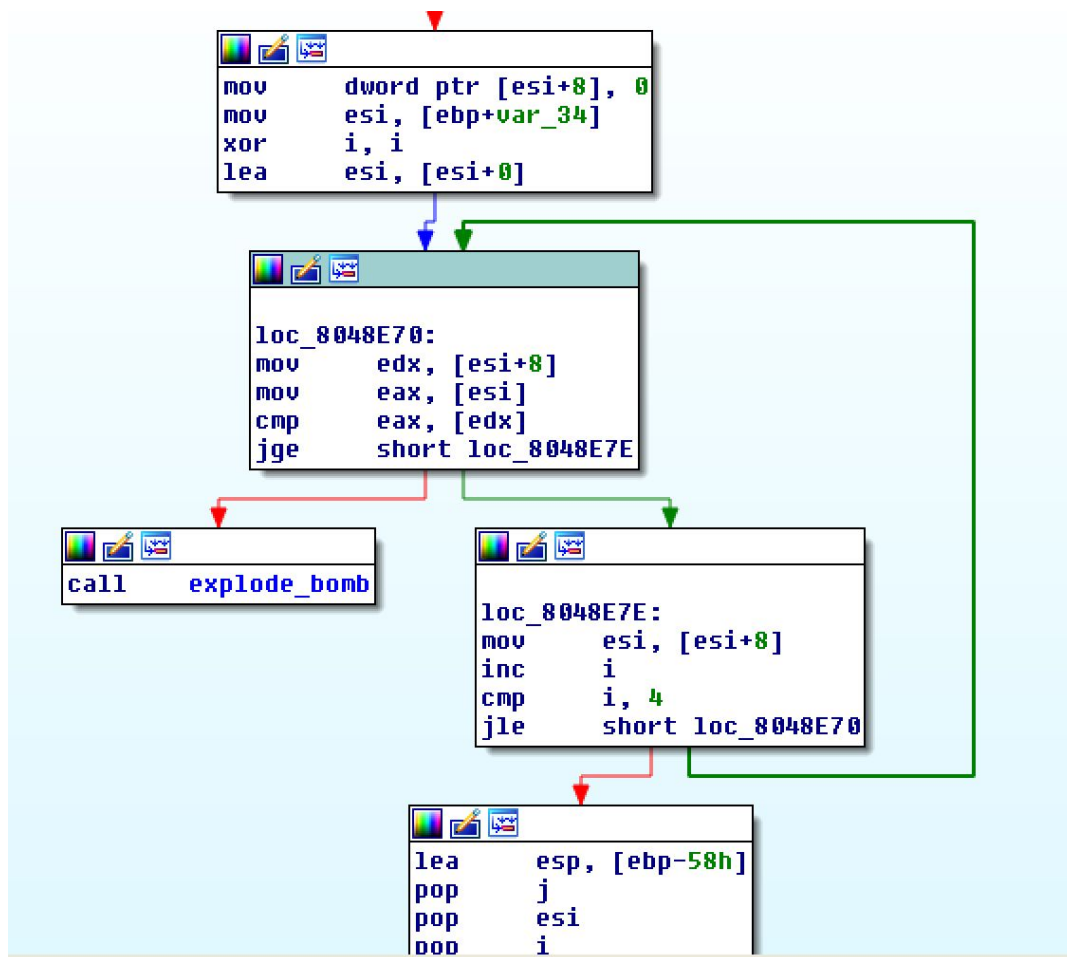 mov dword ptr [esi+8], 0
mov esi, [ebp+var_34]
xor i, i
lea esi, [esi+0]
loc_8048E70:
mov edx, [esi+8]
mov eax, [esi]
cmp eax, [edx]
jge short loc_8048E7E
call explode_bomb
loc_8048E7E:
mov esi, [esi+8]
inc i
cmp i, 4
jle short loc_8048E70
lea esp, [ebp-58h]
pop j
pop esi
pop i